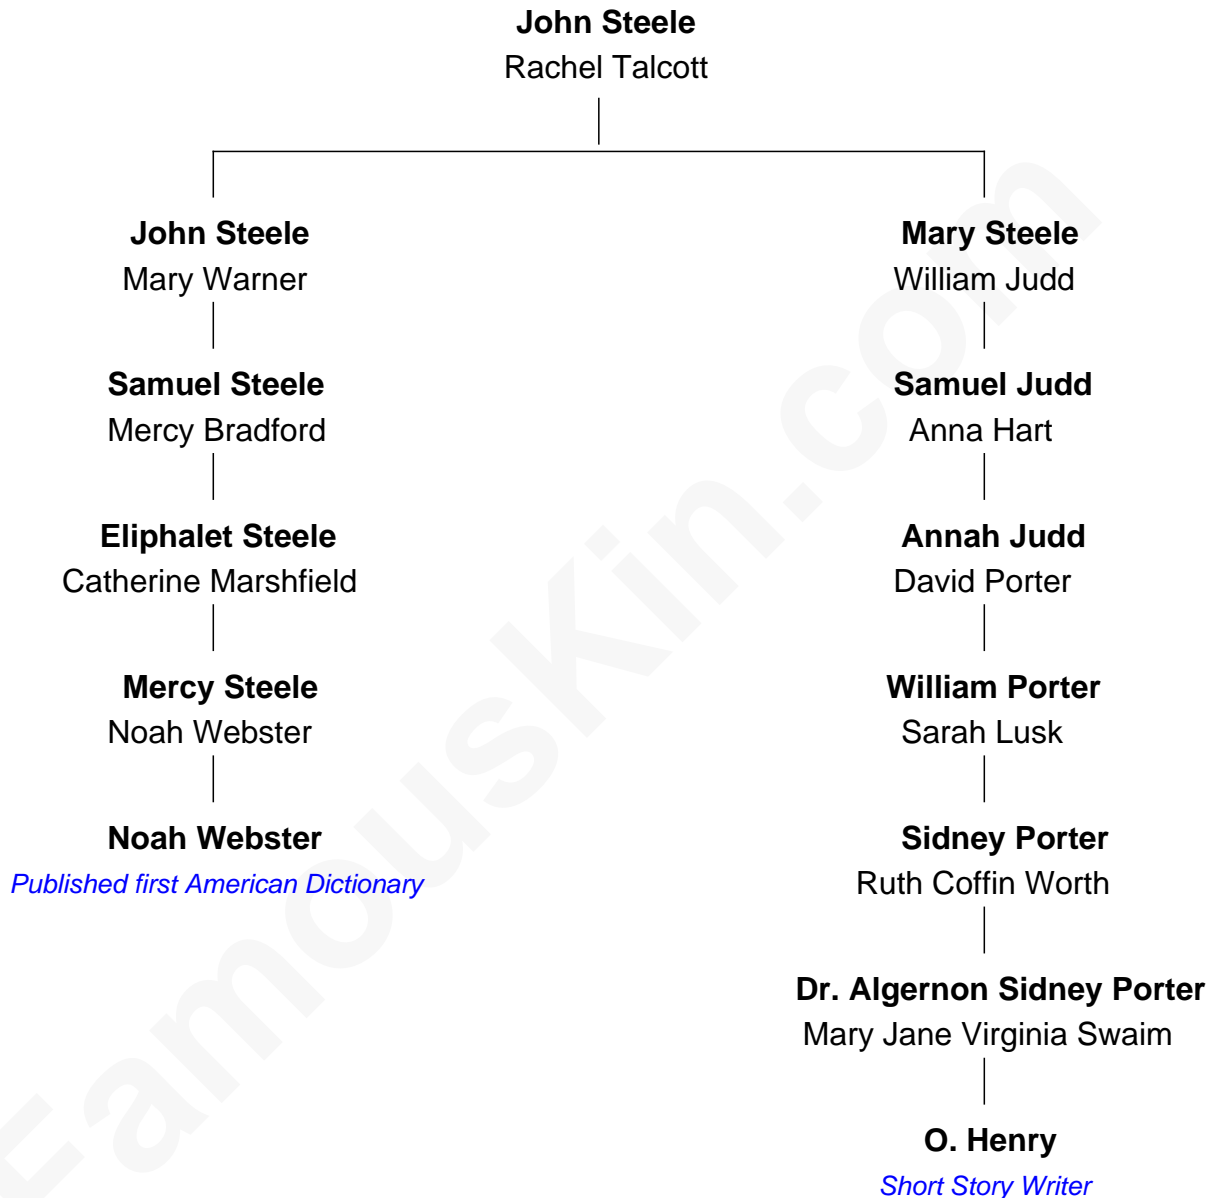 John Steele
Rachel Talcott
John Steele
Mary Warner
Samuel Steele
Mercy Bradford
Eliphalet Steele
Catherine Marshfield
Mercy Steele
Noah Webster
Noah Webster
Published first American Dictionary
Mary Steele
William Judd
Samuel Judd
Anna Hart
Annah Judd
David Porter
William Porter
Sarah Lusk
Sidney Porter
Ruth Coffin Worth
Dr. Algernon Sidney Porter
Mary Jane Virginia Swaim
O. Henry
Short Story Writer
FamousKin.com